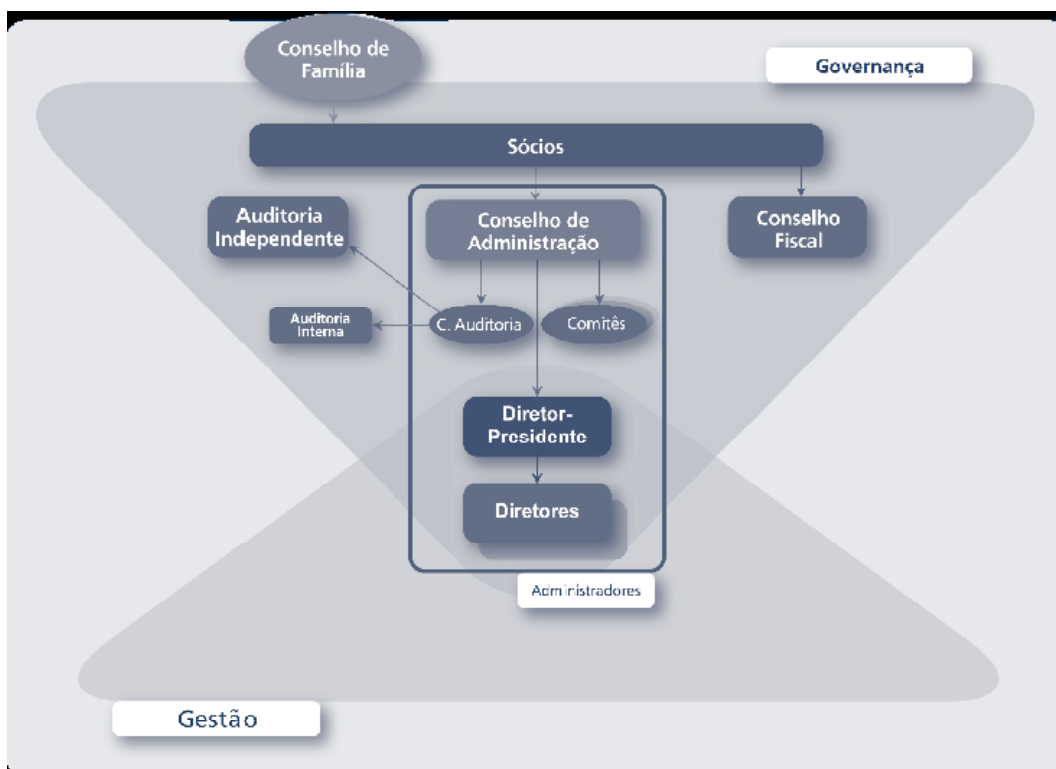 Conselho de
Família
Governança
Sócios
Auditoria
Independente
Conselho de
Administração
Conselho
Fiscal
Auditoria
Interna
C. Auditoria
Comitês
Diretor-
Presidente
Diretores
Administradores
Gestão